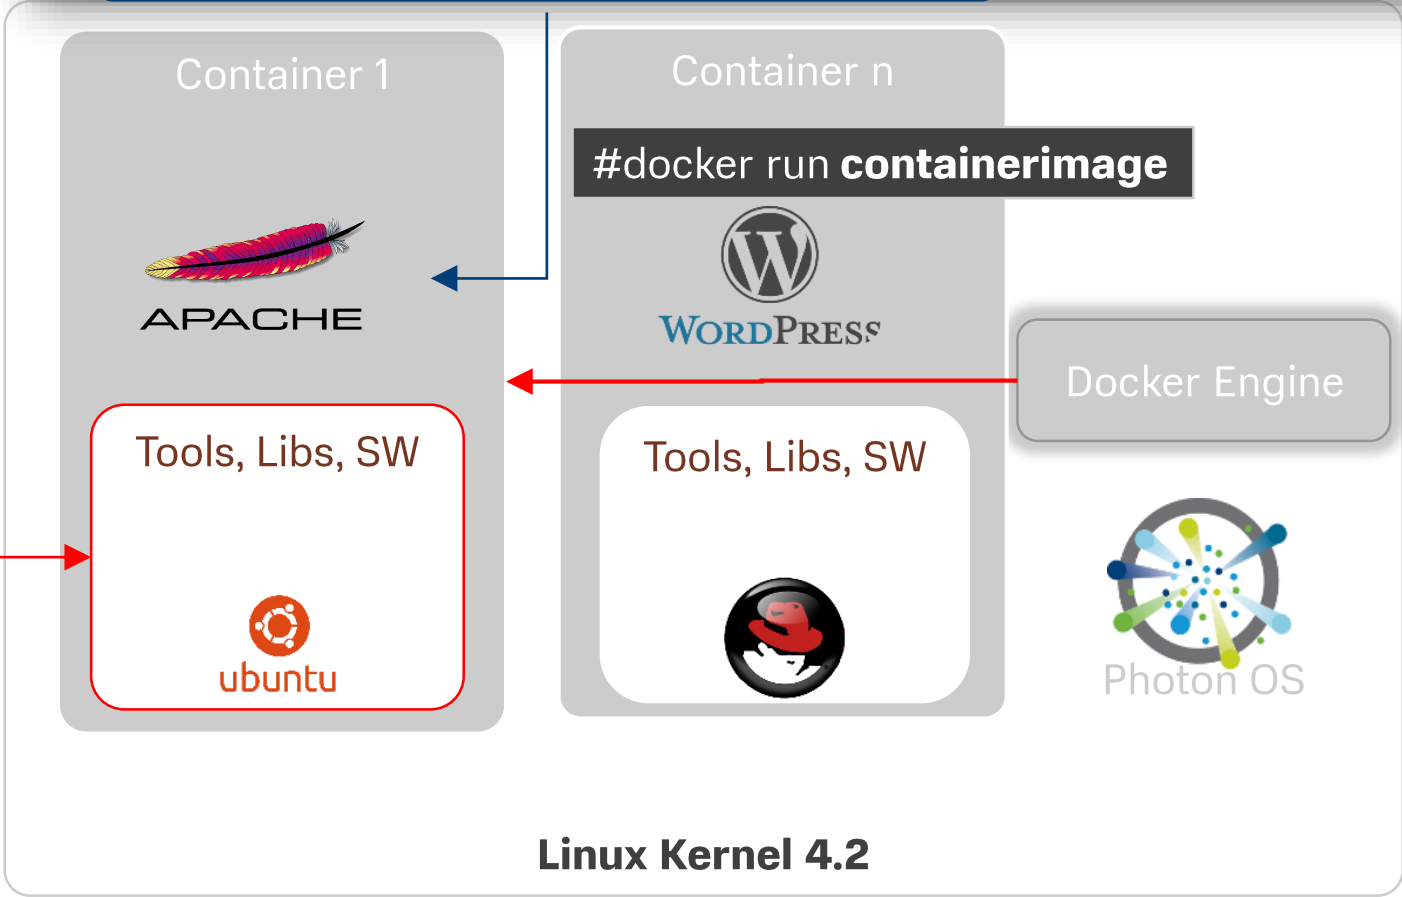 Container 1
Container n
#docker run containerimage
APACHE
WORDPRESS
Docker Engine
Tools, Libs, SW
Tools, Libs, SW
ubuntu
Photon OS
Linux Kernel 4.2